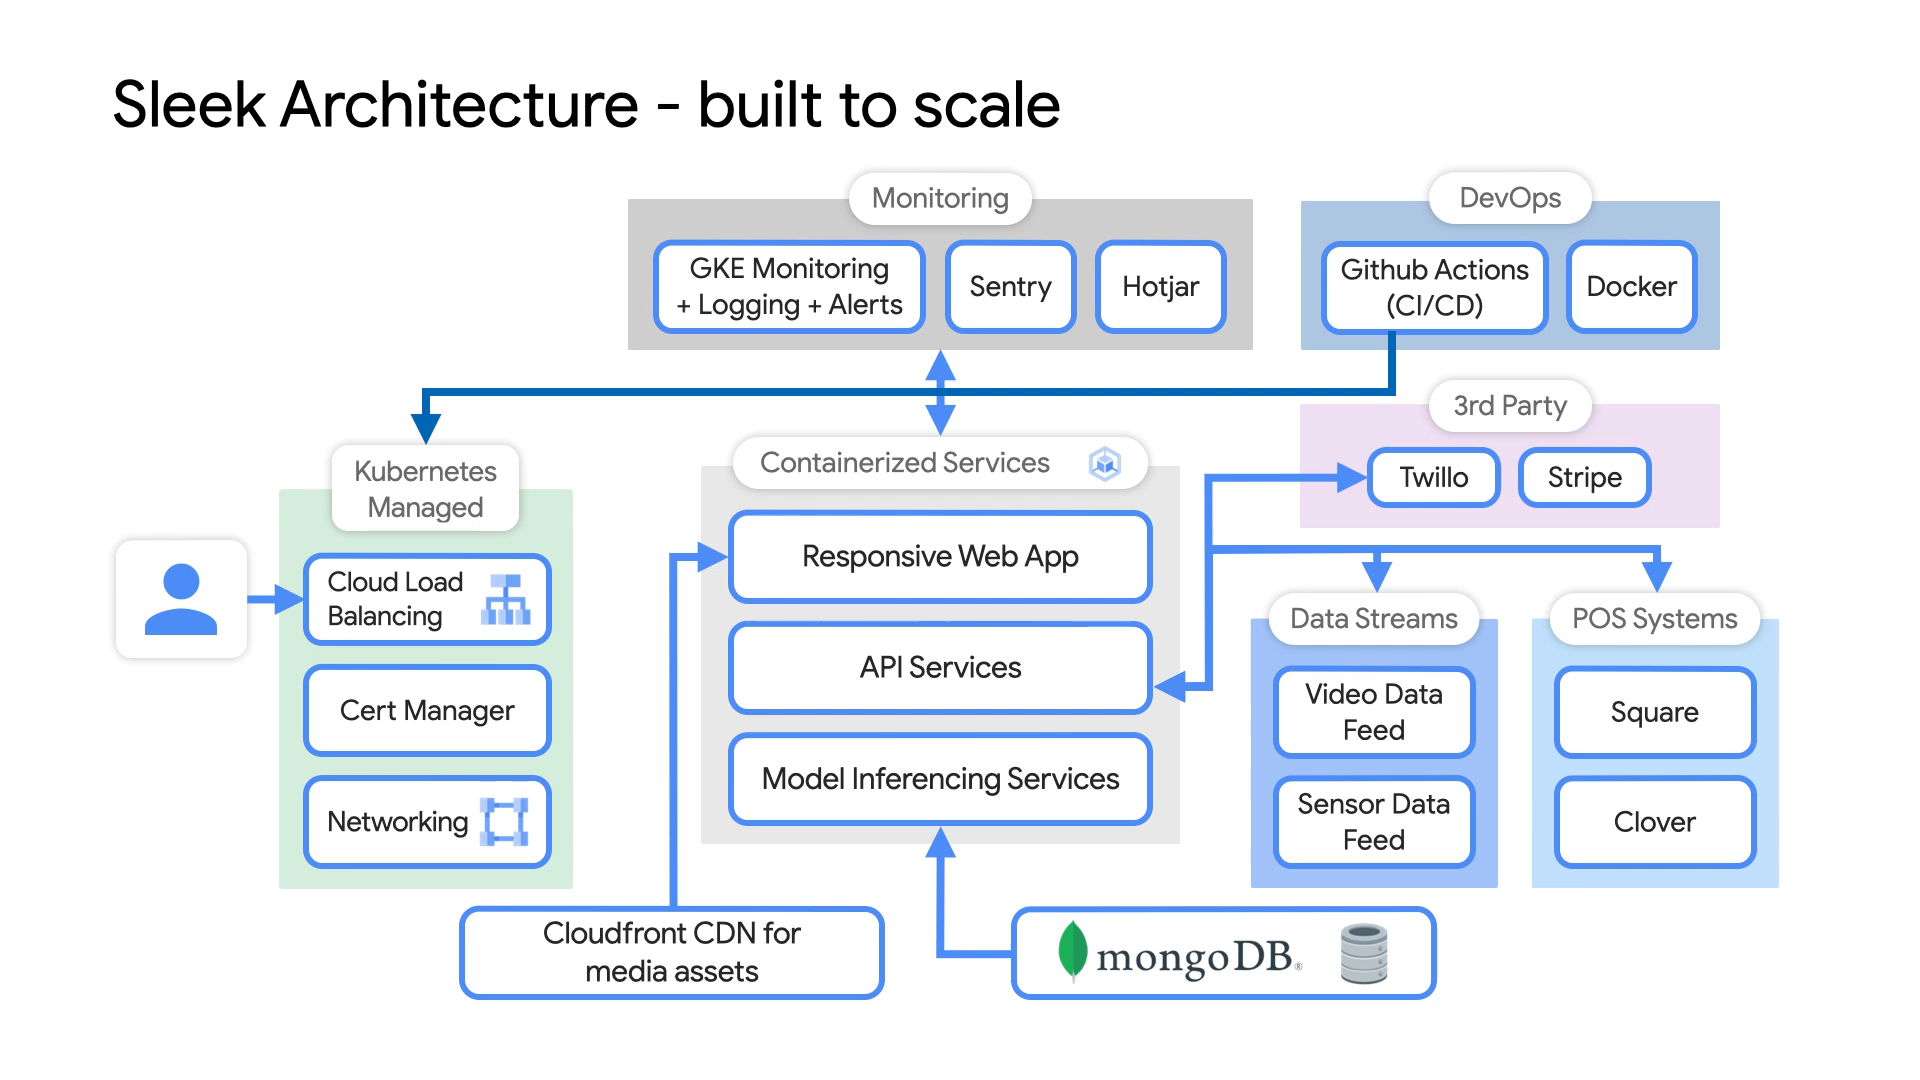 Sleek Architecture - built to scale
Monitoring
GKE Monitoring
+ Logging + Alerts
Sentry
Hotjar
DevOps
Github Actions
(CI/CD)
Docker
3rd Party
Twillo
Stripe
Kubernetes
Managed
Cloud Load
Balancing
Cert Manager
Networking
Containerized Services
Responsive Web App
API Services
Model Inferencing Services
Data Streams
Video Data
Feed
Sensor Data
Feed
POS Systems
Square
Clover
Cloudfront CDN for
media assets
mongoDB®